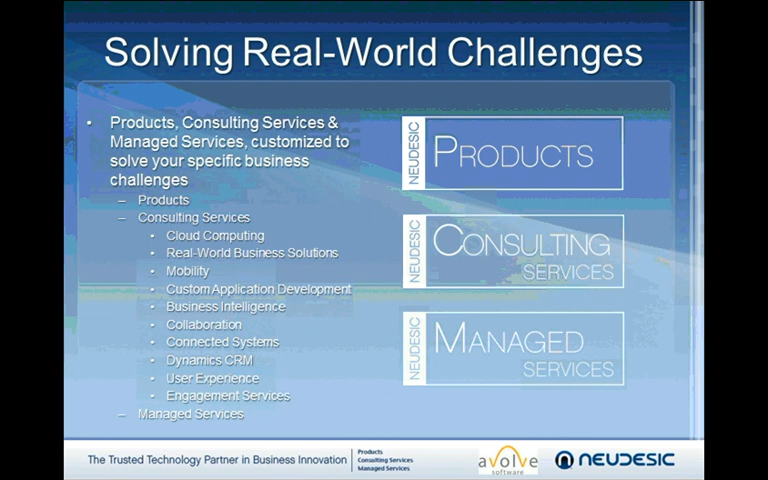 Solving Real-World Challenges
• Products, Consulting Services &
Managed Services, customized to
solve your specific business
challenges
– Products
– Consulting Services
• Cloud Computing
• Real-World Business Solutions
• Mobility
• Custom Application Development
• Business Intelligence
• Collaboration
• Connected Systems
• Dynamics CRM
• User Experience
• Engagement Services
– Managed Services
NEUDESIC
PRODUCTS
NEUDESIC
CONSULTING
SERVICES
NEUDESIC
MANAGED
SERVICES
The Trusted Technology Partner in Business Innovation
Products
Consulting Services
Managed Services
avolve
software
NEUDESIC